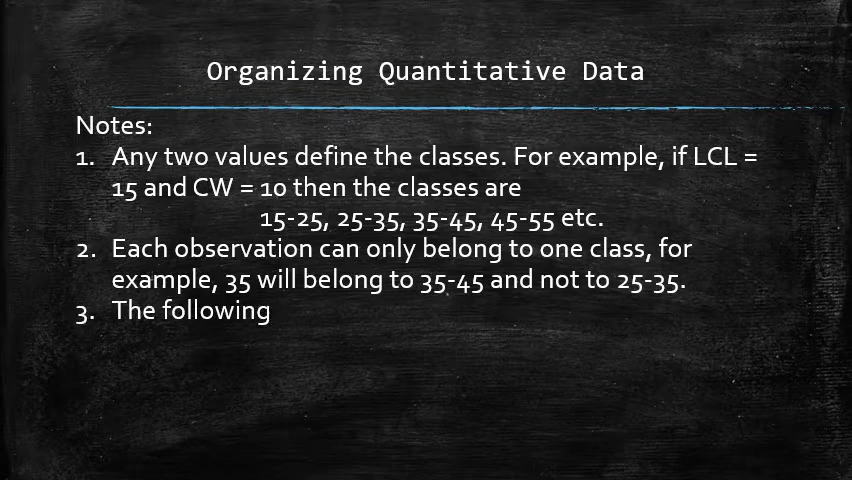 Organizing Quantitative Data
Notes:
1. Any two values define the classes. For example, if LCL =
15 and CW = 10 then the classes are
15-25, 25-35, 35-45, 45-55 etc.
2. Each observation can only belong to one class, for
example, 35 will belong to 35-45 and not to 25-35.
3. The following